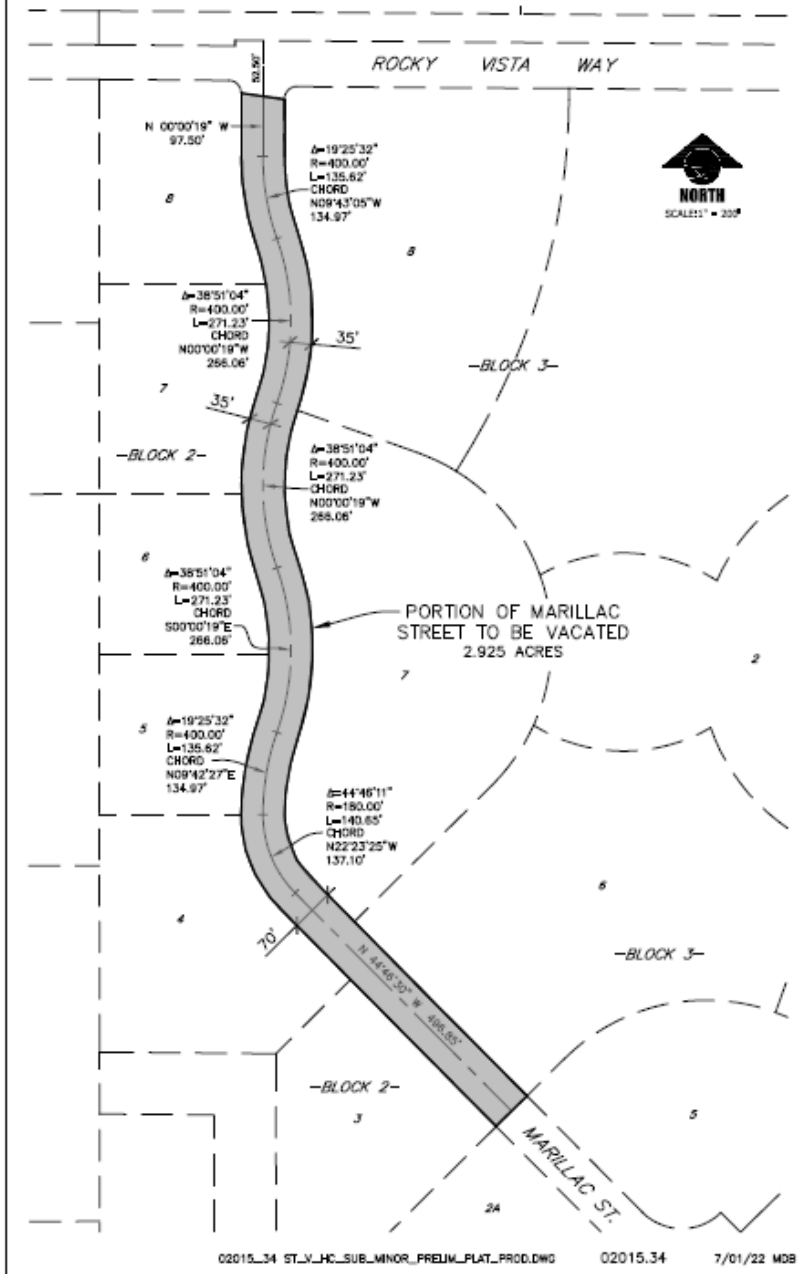 ROCKY VISTA WAY
52.50'
N 00°00'19" W
97.50'
Δ=19°25'32"
R=400.00'
L=135.62'
CHORD
N09°43'05"W
134.97'
NORTH
SCALE:1" = 200'
8
8
Δ=38°51'04"
R=400.00'
L=271.23'
CHORD
N00°00'19"W
266.06'
35'
-BLOCK 3-
7
35'
-BLOCK 2-
Δ=38°51'04"
R=400.00'
L=271.23'
CHORD
N00°00'19"W
266.06'
6
Δ=38°51'04"
R=400.00'
L=271.23'
CHORD
S00°00'19"E
266.06'
PORTION OF MARILLAC
STREET TO BE VACATED
2.925 ACRES
7
2
5
Δ=19°25'32"
R=400.00'
L=135.62'
CHORD
N09°42'27"E
134.97'
Δ=44°46'11"
R=180.00'
L=140.65'
CHORD
N22°23'25"W
137.10'
6
4
70'
N 44°46'30" W 496.85'
-BLOCK 3-
-BLOCK 2-
3
5
MARILLAC ST.
2A
02015_34 ST_V_HC_SUB_MINOR_PRELIM_PLAT_PROD.DWG 02015.34 7/01/22 MDB